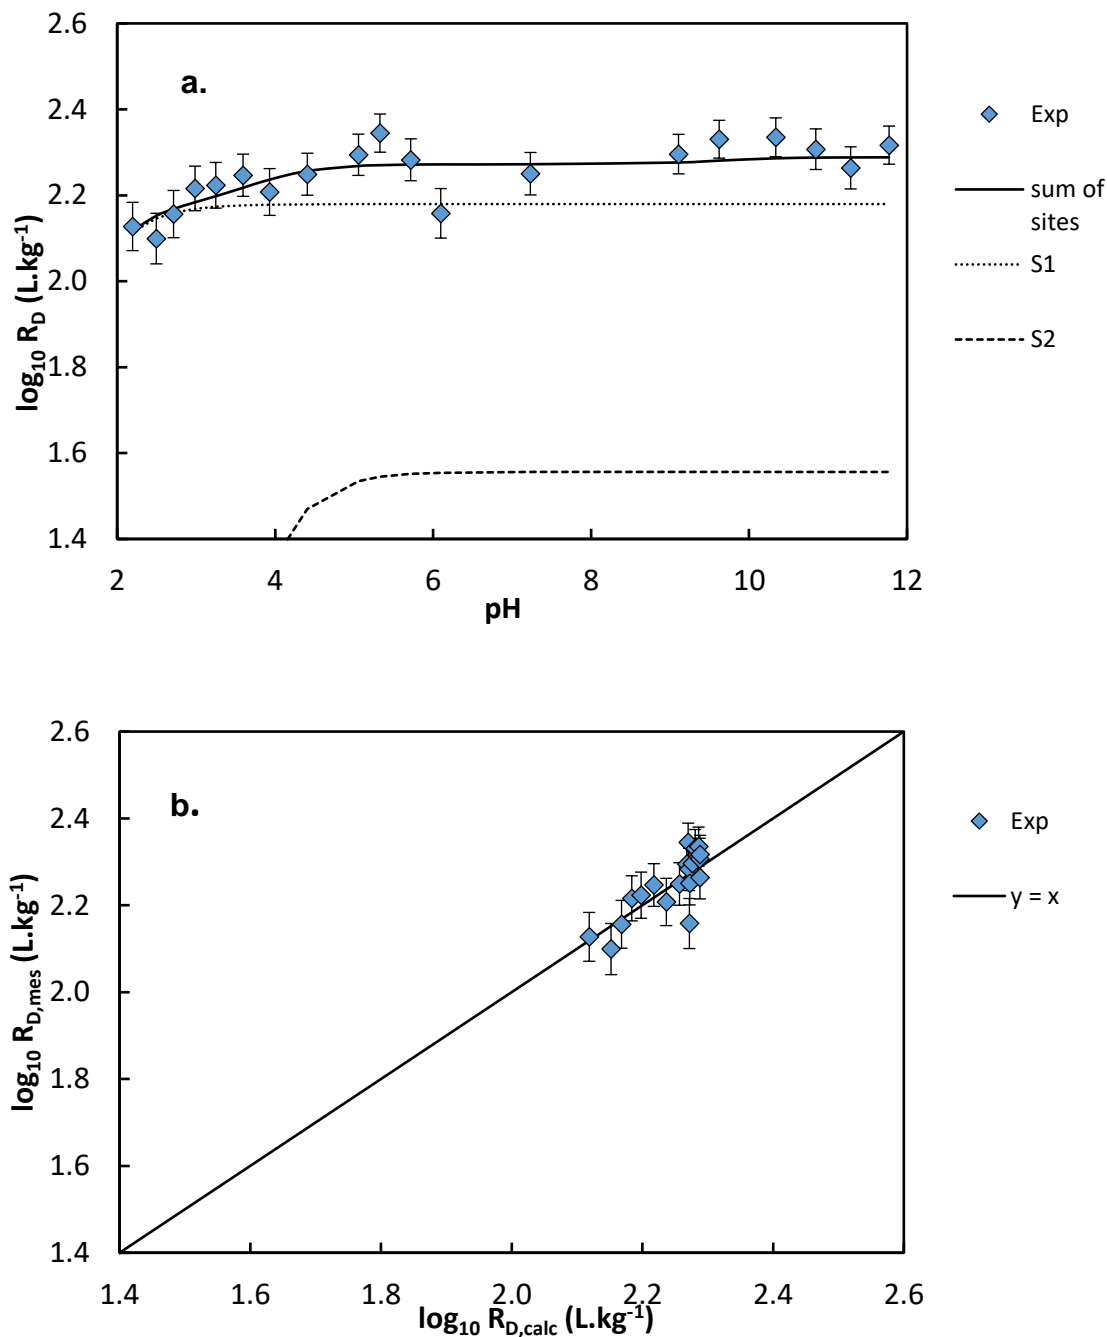 2.6
2.4
2.2
2.0
1.8
1.6
1.4
log10 RD (L.kg-1)
a.
2 4 6 8 10 12
pH
Exp
sum of
sites
S1
S2
2.6
2.4
2.2
2.0
1.8
1.6
1.4
log10 RD,mes (L.kg-1)
b.
1.4 1.6 1.8 2.0 2.2 2.4 2.6
log10 RD,calc (L.kg-1)
Exp
y = x